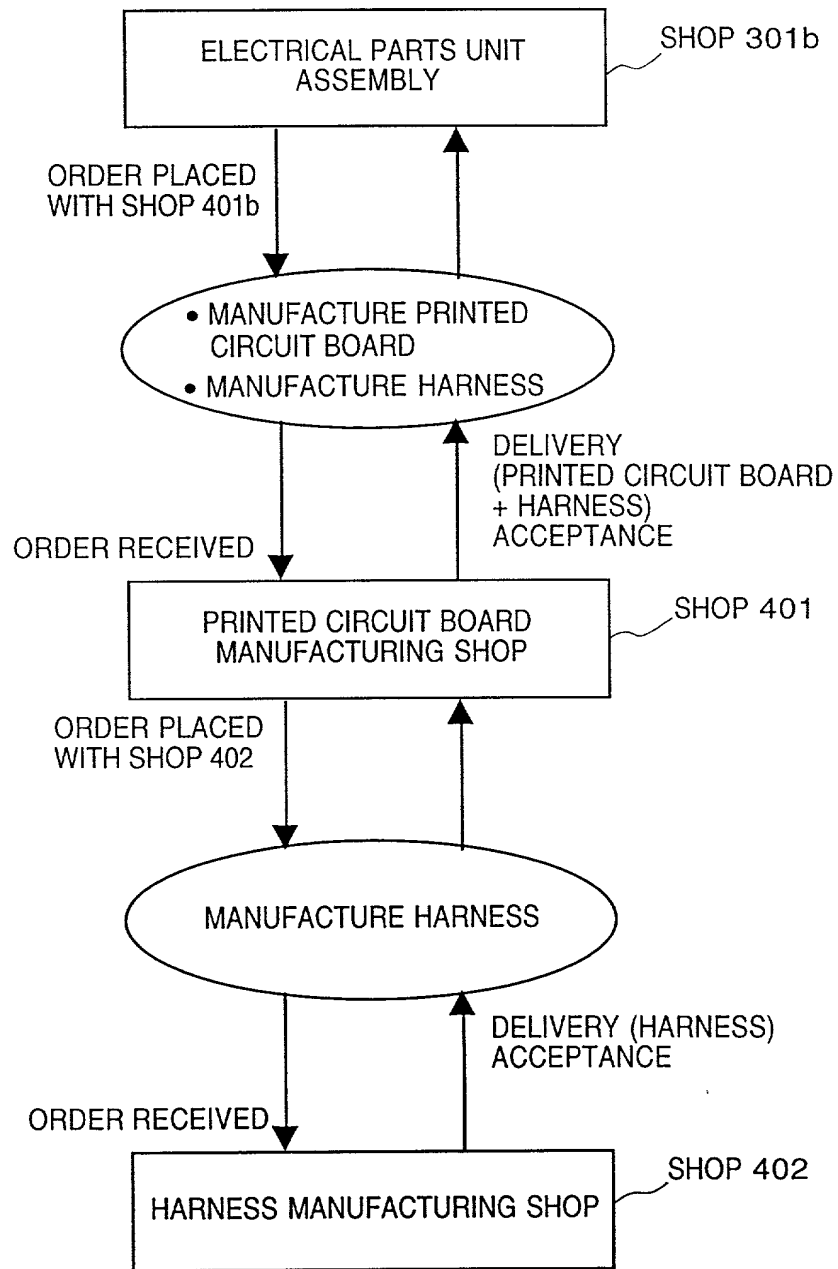 ELECTRICAL PARTS UNIT
ASSEMBLY
SHOP 301b
ORDER PLACED
WITH SHOP 401b
• MANUFACTURE PRINTED
CIRCUIT BOARD
• MANUFACTURE HARNESS
DELIVERY
(PRINTED CIRCUIT BOARD
+ HARNESS)
ACCEPTANCE
ORDER RECEIVED
PRINTED CIRCUIT BOARD
MANUFACTURING SHOP
SHOP 401
ORDER PLACED
WITH SHOP 402
MANUFACTURE HARNESS
DELIVERY (HARNESS)
ACCEPTANCE
ORDER RECEIVED
HARNESS MANUFACTURING SHOP
SHOP 402